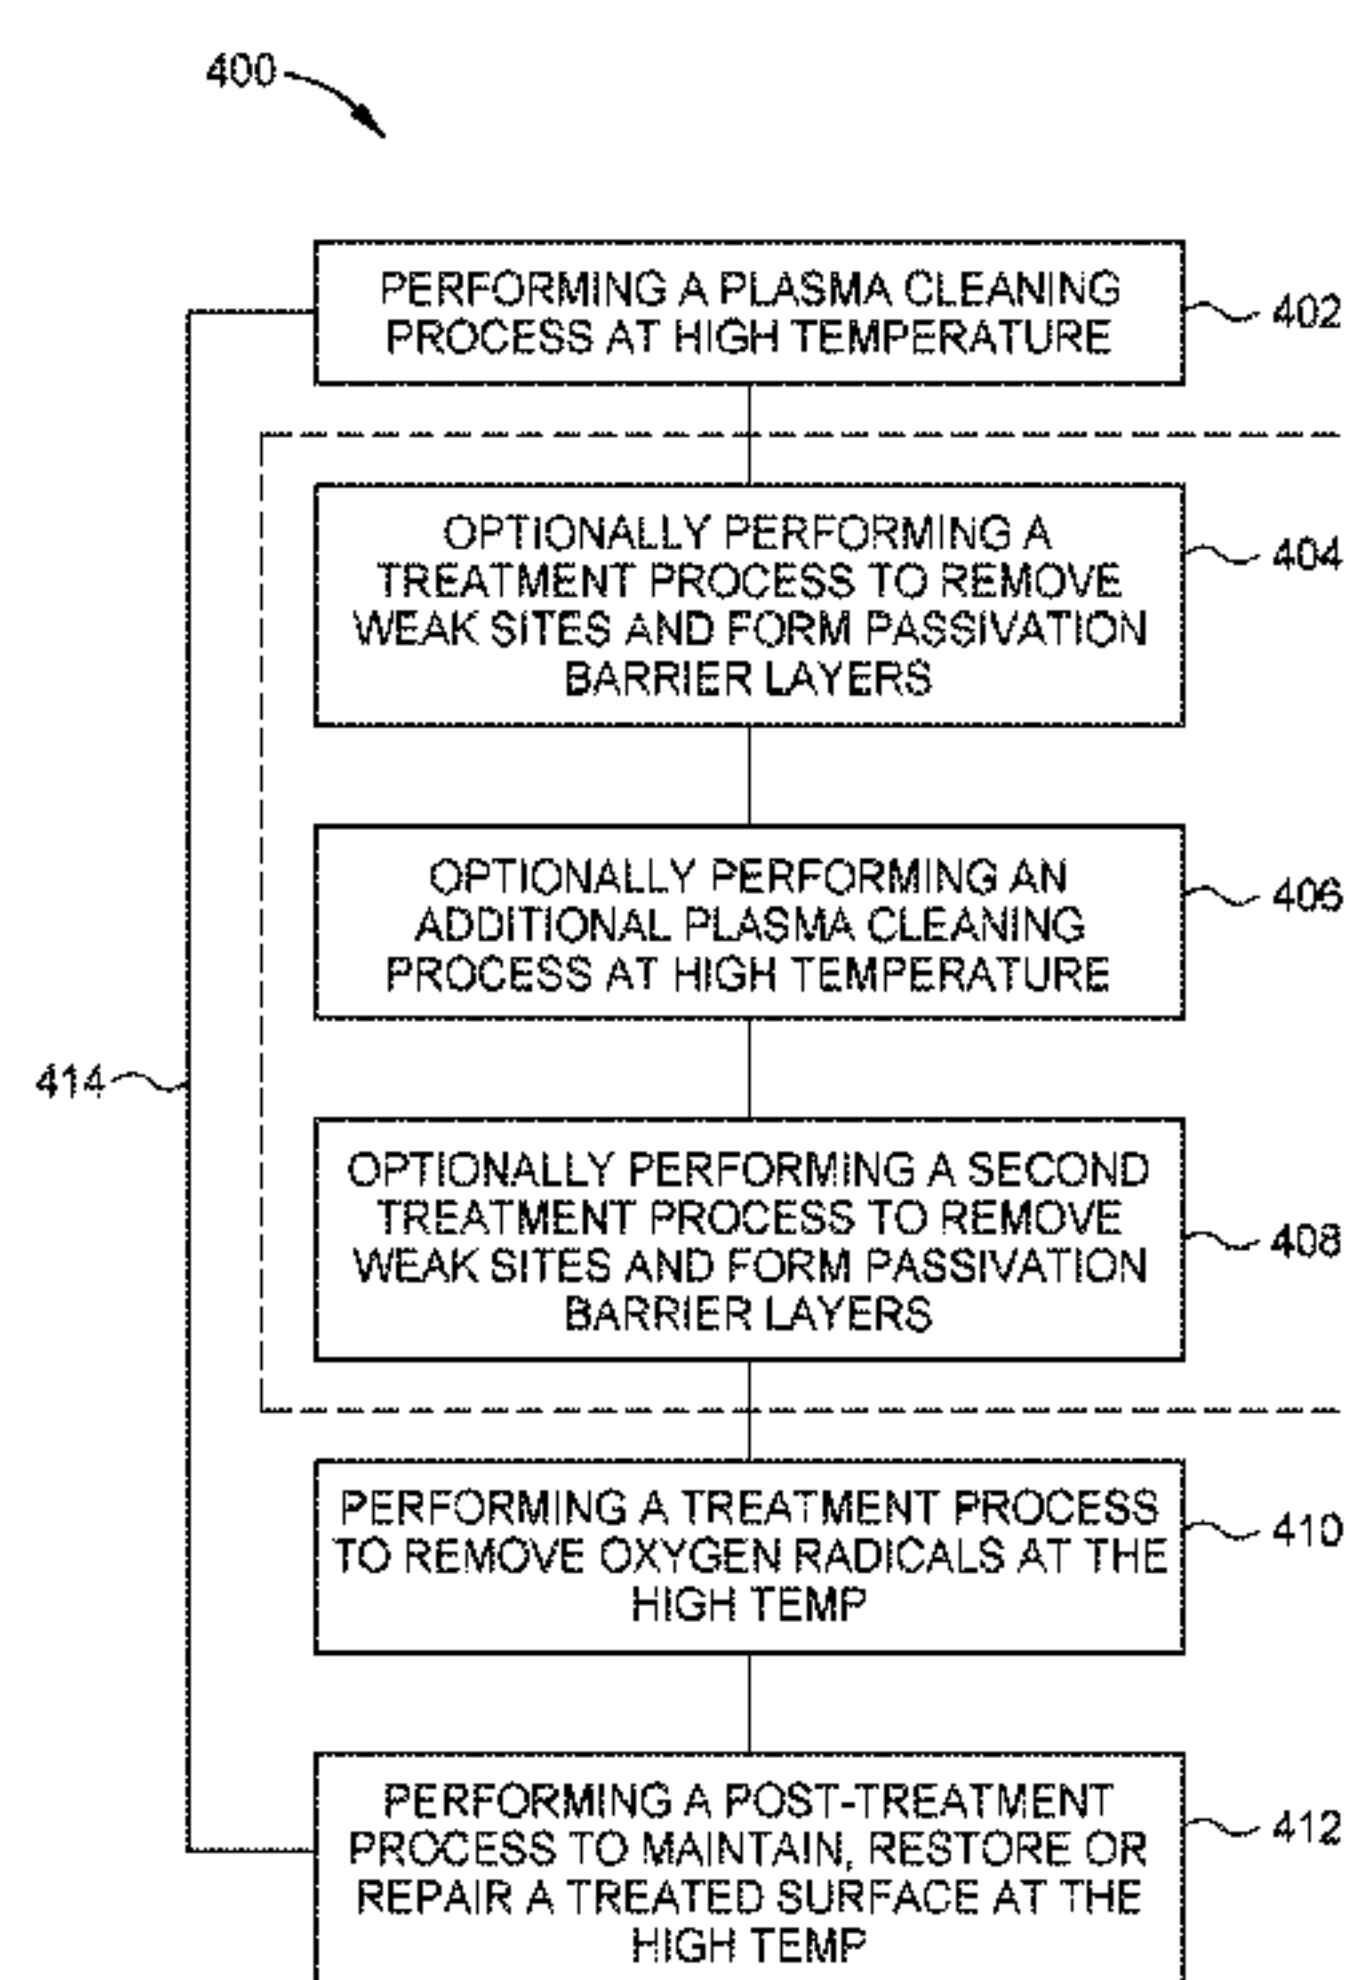 400
PERFORMING A PLASMA CLEANING
PROCESS AT HIGH TEMPERATURE
402
OPTIONALLY PERFORMING A
TREATMENT PROCESS TO REMOVE
WEAK SITES AND FORM PASSIVATION
BARRIER LAYERS
404
OPTIONALLY PERFORMING AN
ADDITIONAL PLASMA CLEANING
PROCESS AT HIGH TEMPERATURE
406
414
OPTIONALLY PERFORMING A SECOND
TREATMENT PROCESS TO REMOVE
WEAK SITES AND FORM PASSIVATION
BARRIER LAYERS
408
PERFORMING A TREATMENT PROCESS
TO REMOVE OXYGEN RADICALS AT THE
HIGH TEMP
410
PERFORMING A POST-TREATMENT
PROCESS TO MAINTAIN, RESTORE OR
REPAIR A TREATED SURFACE AT THE
HIGH TEMP
412